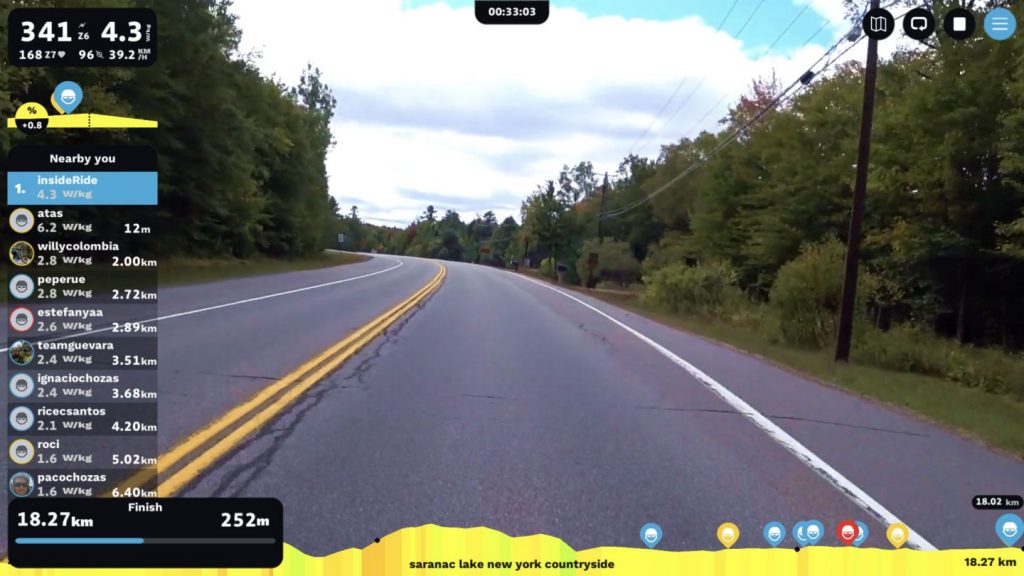 341 Z6 4.3 W/kg
168 Z7 96 39.2 KM/H
00:33:03
%
+0.8
Nearby you
1. insideRide
4.3 W/kg
atas
6.2 W/kg 12m
willycolombia
2.8 W/kg 2.00km
peperue
2.8 W/kg 2.72km
estefanyaa
2.6 W/kg 2.89km
teamguevara
2.4 W/kg 3.51km
ignaciochozas
2.4 W/kg 3.68km
ricecsantos
2.1 W/kg 4.20km
roci
1.6 W/kg 5.02km
pacochozas
1.6 W/kg 6.40km
Finish
18.27km 252m
18.02 km
saranac lake new york countryside
18.27 km